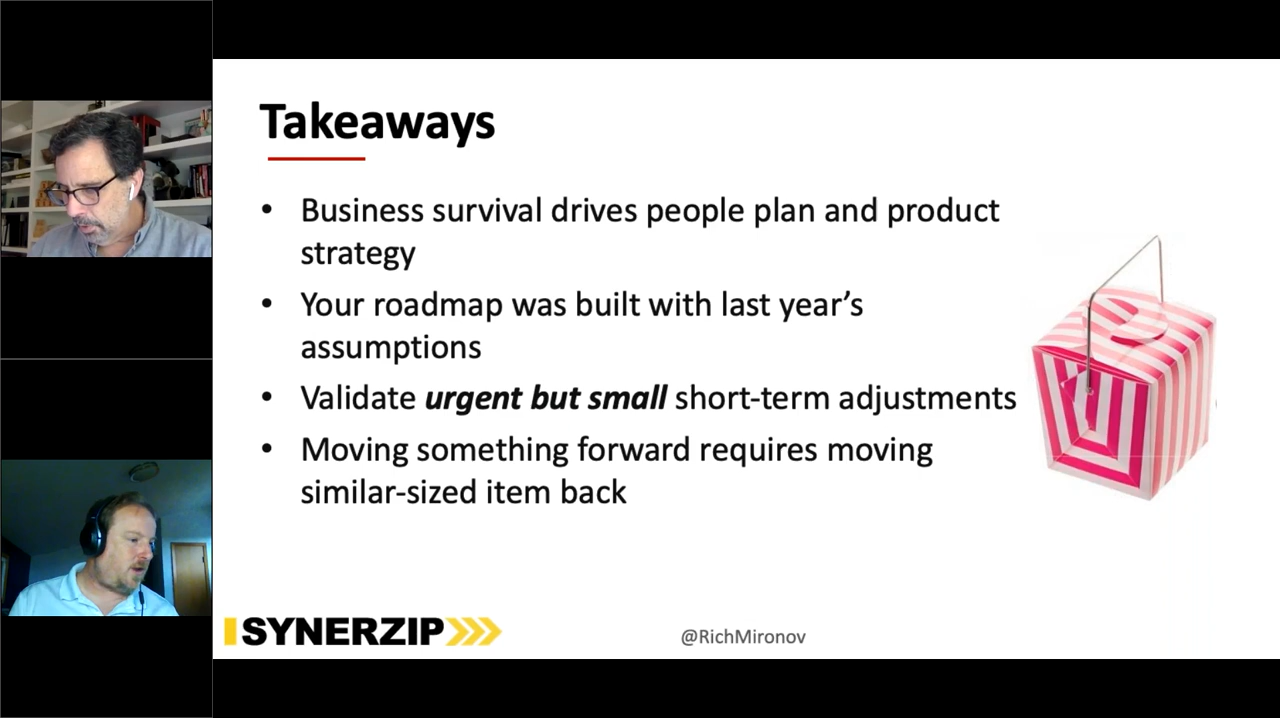 Takeaways
• Business survival drives people plan and product
strategy
• Your roadmap was built with last year’s
assumptions
• Validate urgent but small short-term adjustments
• Moving something forward requires moving
similar-sized item back
SYNERZIP
@RichMironov